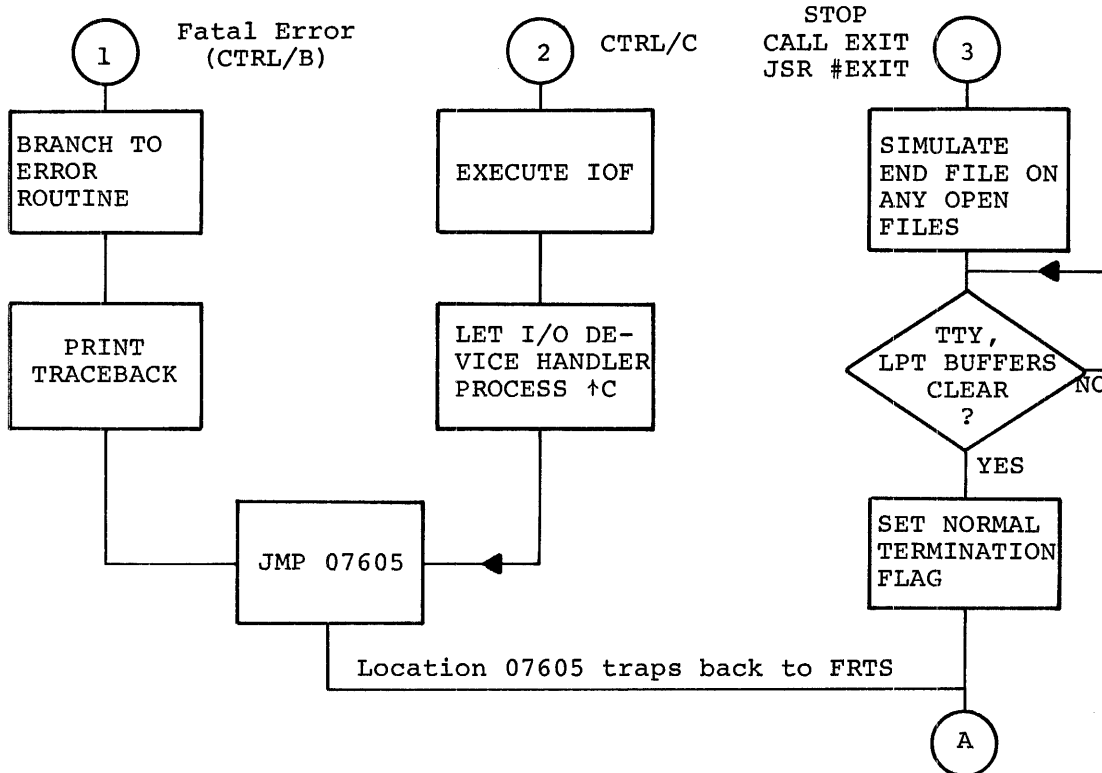 1
Fatal Error
(CTRL/B)
BRANCH TO
ERROR
ROUTINE
PRINT
TRACEBACK
2
CTRL/C
EXECUTE IOF
LET I/O DE-
VICE HANDLER
PROCESS ↑C
JMP 07605
STOP
CALL EXIT
JSR #EXIT
3
SIMULATE
END FILE ON
ANY OPEN
FILES
TTY,
LPT BUFFERS
CLEAR
?
NO
YES
SET NORMAL
TERMINATION
FLAG
Location 07605 traps back to FRTS
A